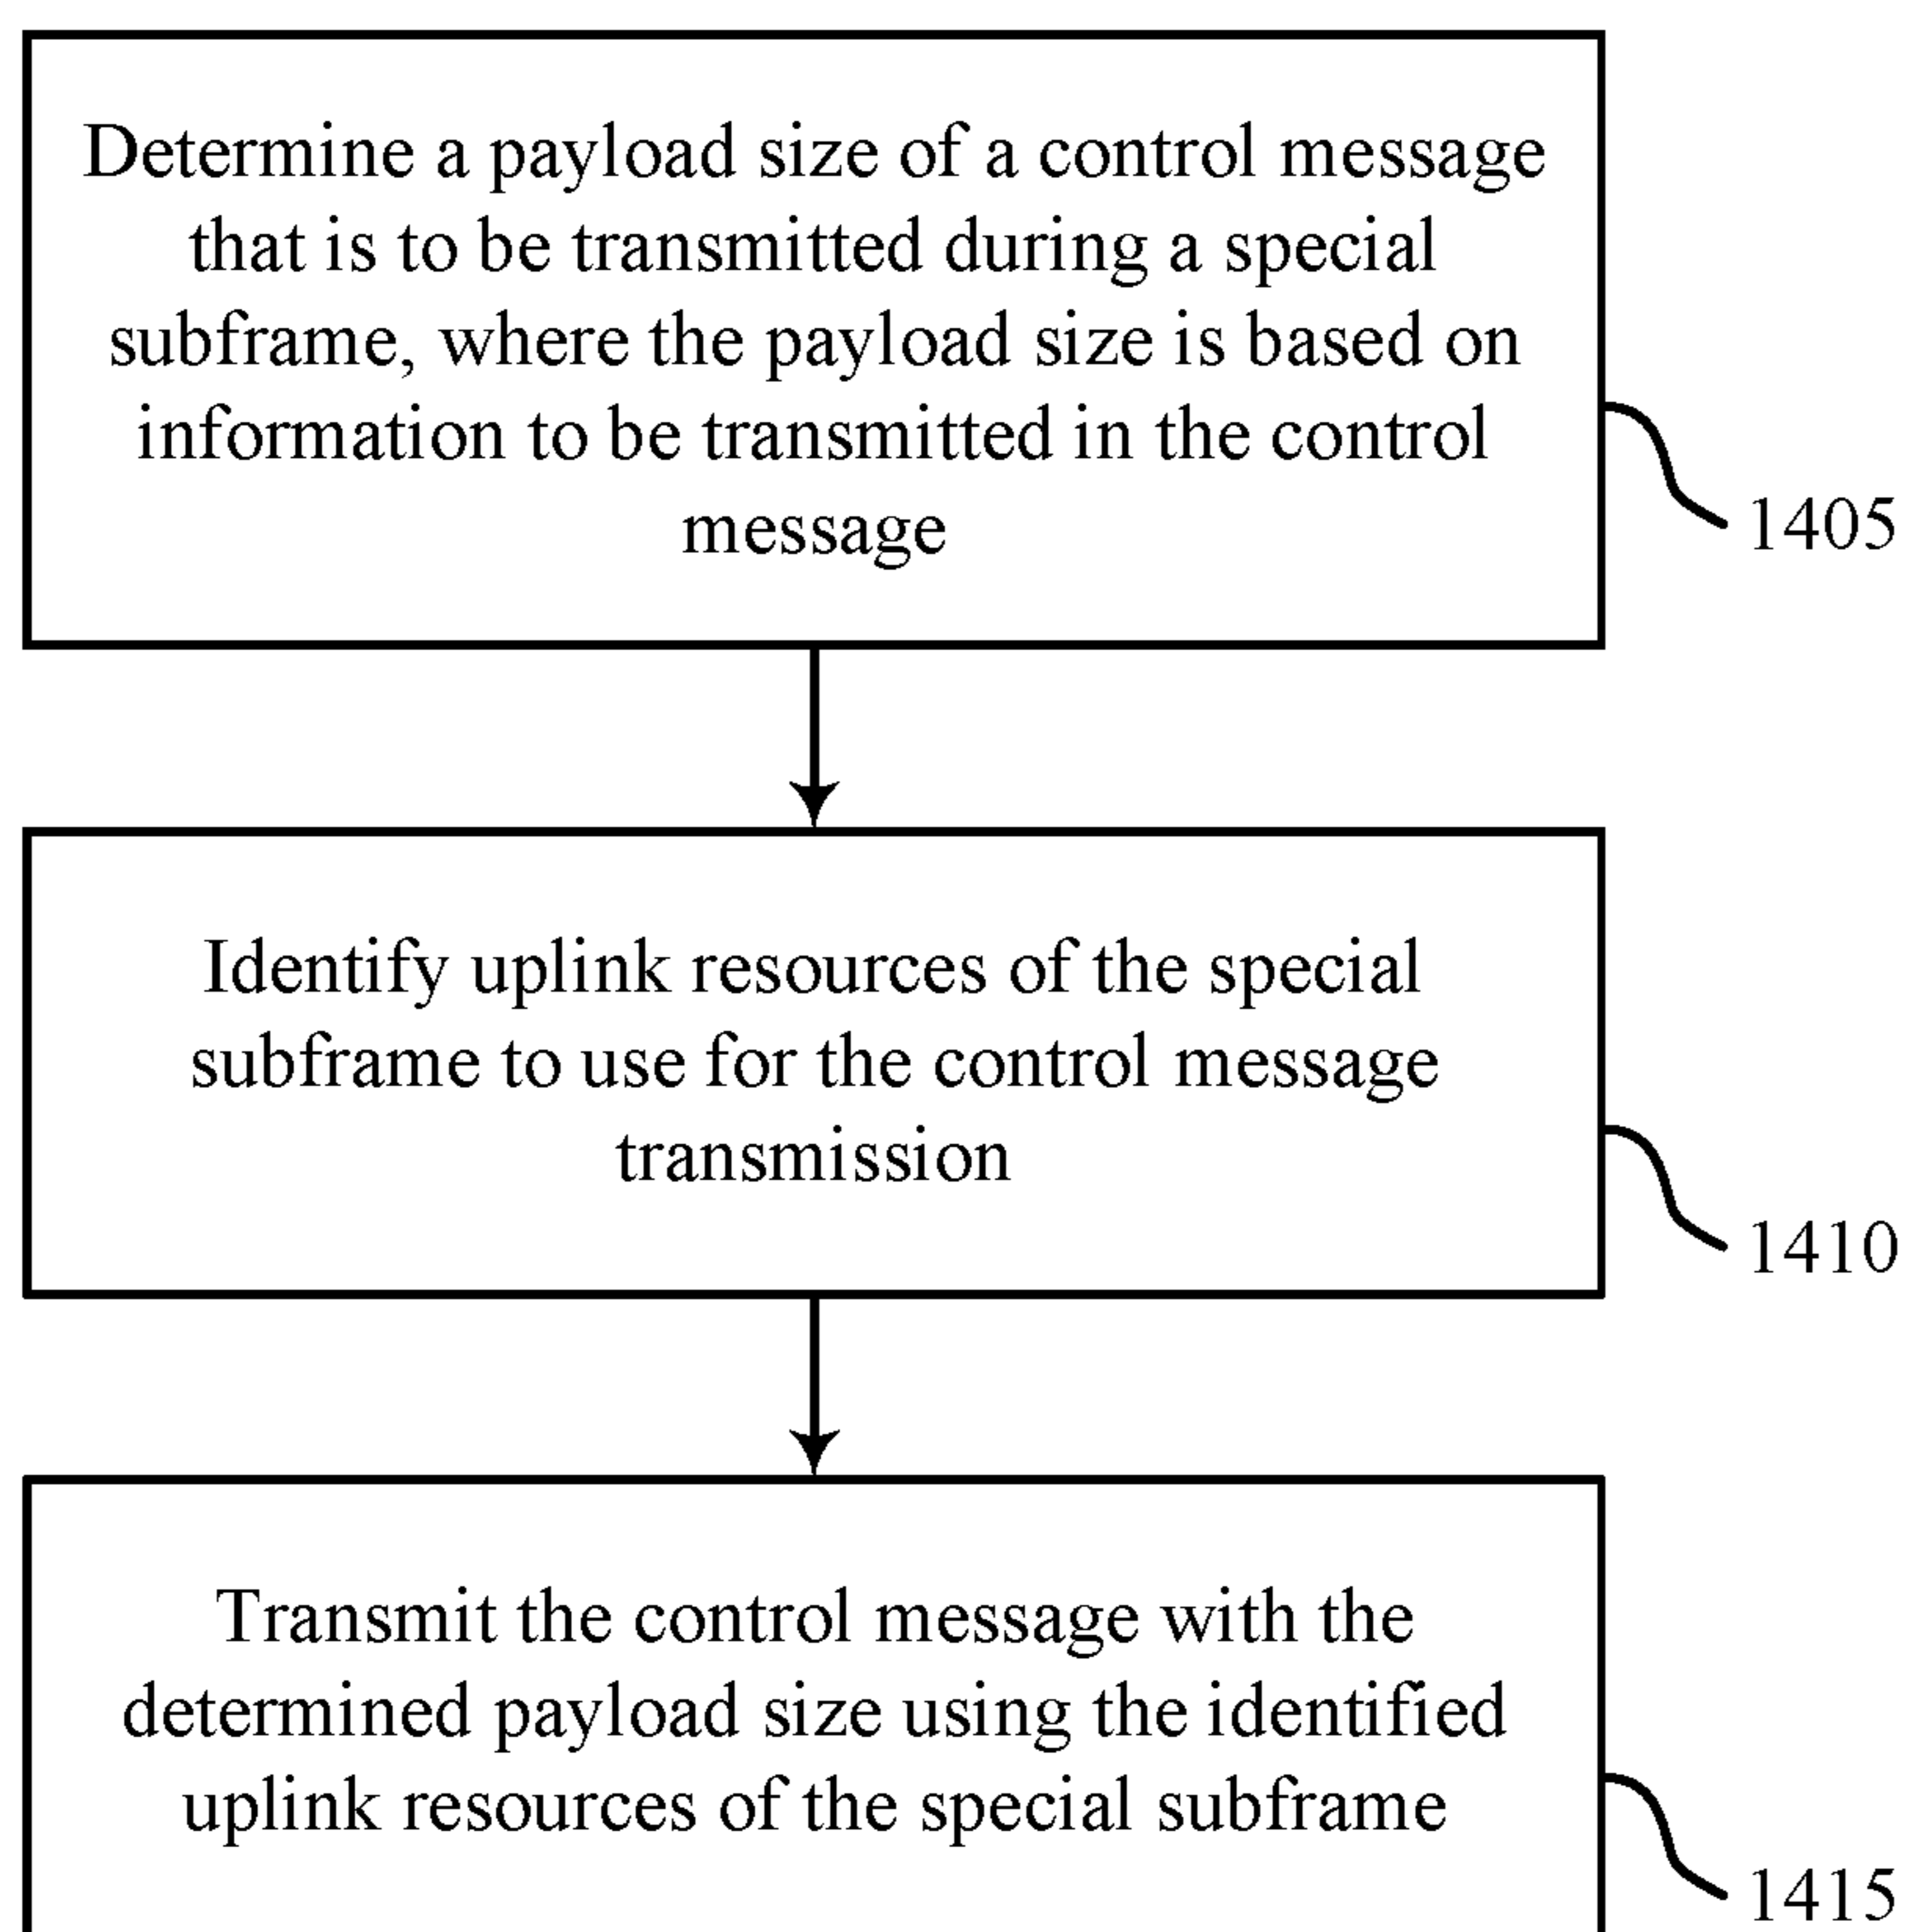 Determine a payload size of a control message
that is to be transmitted during a special
subframe, where the payload size is based on
information to be transmitted in the control
message
1405
Identify uplink resources of the special
subframe to use for the control message
transmission
1410
Transmit the control message with the
determined payload size using the identified
uplink resources of the special subframe
1415